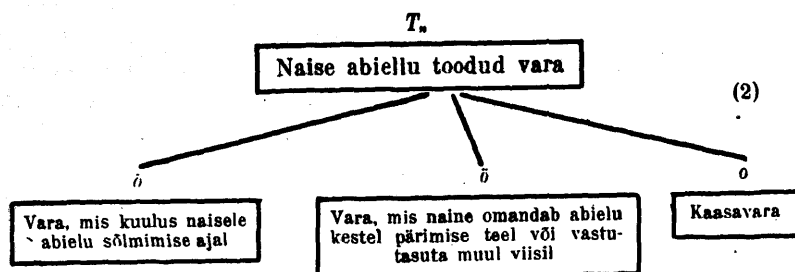 Tₙ
Naise abiellu toodud vara
(2)
ȯ
ö
o
Vara, mis kuulus naisele
abielu sõlmimise ajal
Vara, mis naine omandab abielu
kestel pärimise teel või vastu-
tasuta muul viisil
Kaasavara